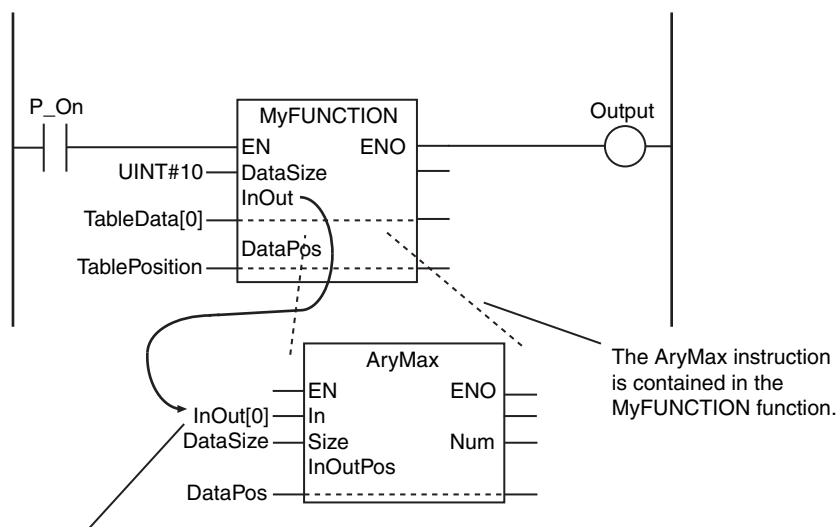 P_On
MyFUNCTION
Output
EN ENO
UINT#10 DataSize
InOut
TableData[0]
DataPos
TablePosition
AryMax
The AryMax instruction
is contained in the
MyFUNCTION function.
EN ENO
InOut[0] In
DataSize Size Num
InOutPos
DataPos